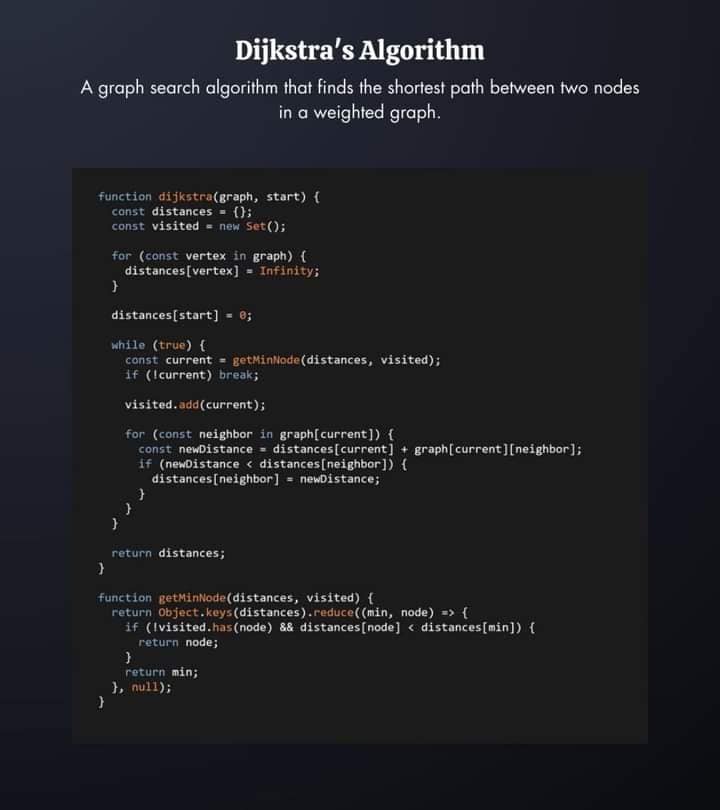 Dijkstra's Algorithm
A graph search algorithm that finds the shortest path between two nodes
in a weighted graph.
function dijkstra(graph, start) {
  const distances = {};
  const visited = new Set();

  for (const vertex in graph) {
    distances[vertex] = Infinity;
  }

  distances[start] = 0;

  while (true) {
    const current = getMinNode(distances, visited);
    if (!current) break;

    visited.add(current);

    for (const neighbor in graph[current]) {
      const newDistance = distances[current] + graph[current][neighbor];
      if (newDistance < distances[neighbor]) {
        distances[neighbor] = newDistance;
      }
    }
  }

  return distances;
}

function getMinNode(distances, visited) {
  return Object.keys(distances).reduce((min, node) => {
    if (!visited.has(node) && distances[node] < distances[min]) {
      return node;
    }
    return min;
  }, null);
}